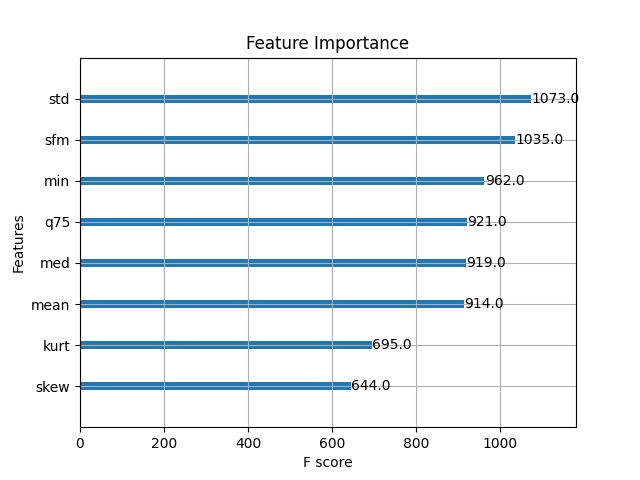 Feature Importance
Features
std 1073.0
sfm 1035.0
min 962.0
q75 921.0
med 919.0
mean 914.0
kurt 695.0
skew 644.0
0 200 400 600 800 1000
F score